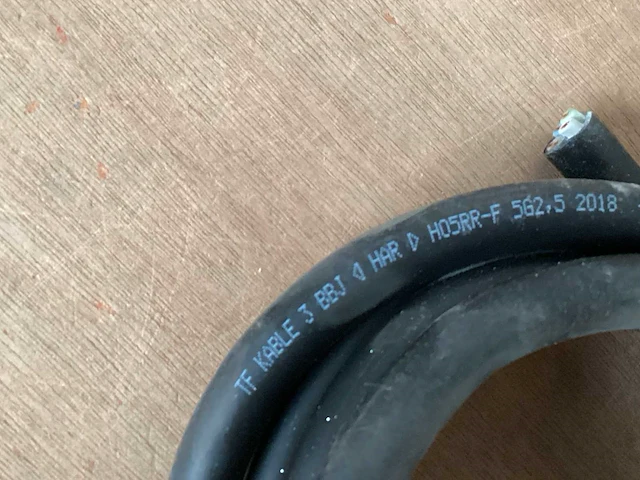 TF KABLE 3 BBJ ◁ HAR ▷ H05RR-F 5G2,5 2018